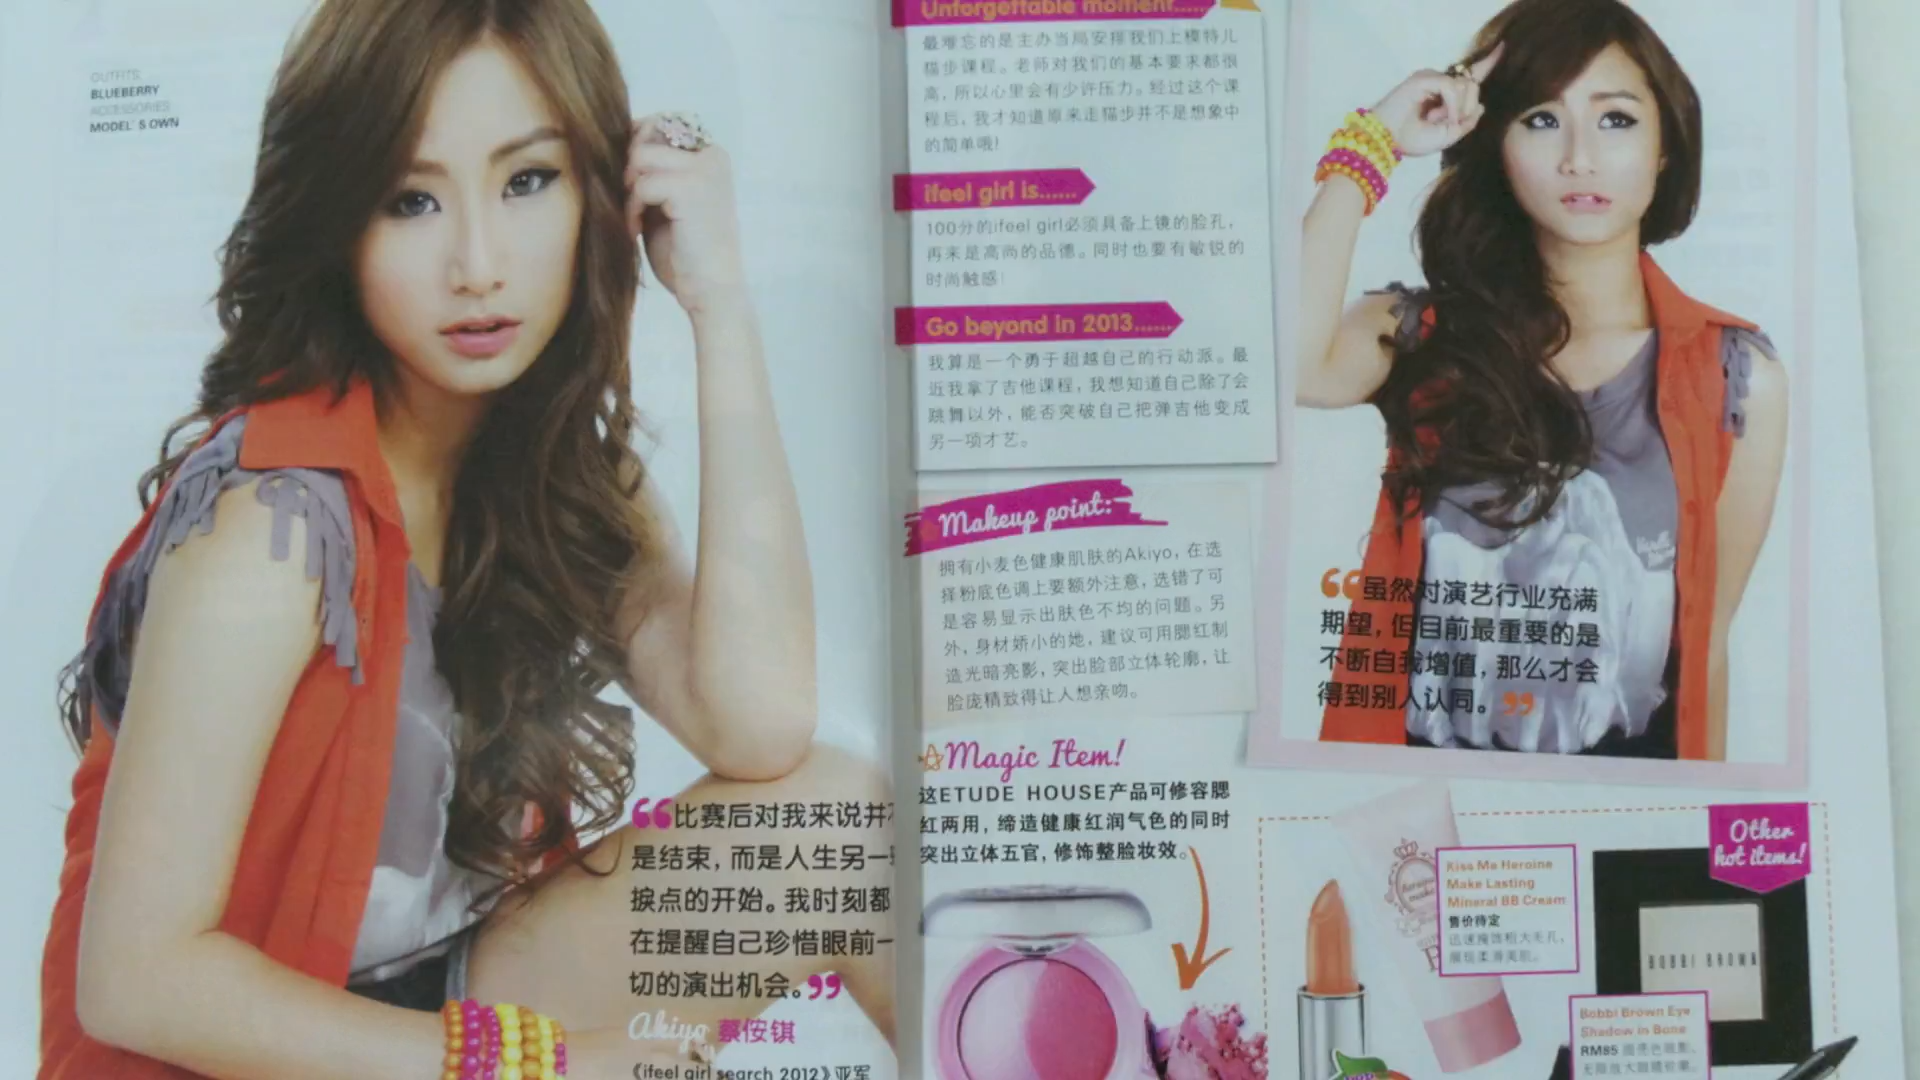 OUTFITS:
BLUEBERRY
ACCESSORIES:
MODEL'S OWN
比赛后对我来说并
是结束，而是人生另一
捩点的开始。我时刻都
在提醒自己珍惜眼前一
切的演出机会。
Akiyo 蔡侒錤
《ifeel girl search 2012》亚军
Unforgettable moment......
最难忘的是主办当局安排我们上模特儿
猫步课程。老师对我们的基本要求都很
高，所以心里会有少许压力。经过这个课
程后，我才知道原来走猫步并不是想象中
的简单哦！
ifeel girl is......
100分的ifeel girl必须具备上镜的脸孔，
再来是高尚的品德。同时也要有敏锐的
时尚触感！
Go beyond in 2013......
我算是一个勇于超越自己的行动派。最
近我拿了吉他课程，我想知道自己除了会
跳舞以外，能否突破自己把弹吉他变成
另一项才艺。
Makeup point:
拥有小麦色健康肌肤的Akiyo，在选
择粉底色调上要额外注意，选错了可
是容易显示出肤色不均的问题。另
外，身材娇小的她，建议可用腮红制
造光暗亮影，突出脸部立体轮廓，让
脸庞精致得让人想亲吻。
Magic Item!
这ETUDE HOUSE产品可修容腮
红两用，缔造健康红润气色的同时
突出立体五官，修饰整脸妆效。
虽然对演艺行业充满
期望，但目前最重要的是
不断自我增值，那么才会
得到别人认同。
Other
hot items!
Kiss Me Heroine
Make Lasting
Mineral BB Cream
售价待定
迅速掩饰粗大毛孔，
展现柔滑美肌。
BOBBI BROWN
Bobbi Brown Eye
Shadow in Bone
RM85